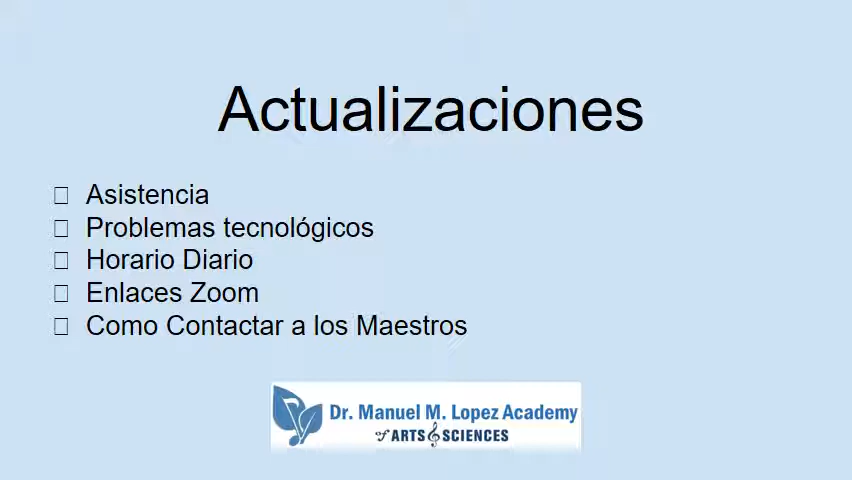 Actualizaciones
Asistencia
Problemas tecnológicos
Horario Diario
Enlaces Zoom
Como Contactar a los Maestros
Dr. Manuel M. Lopez Academy
of ARTS & SCIENCES